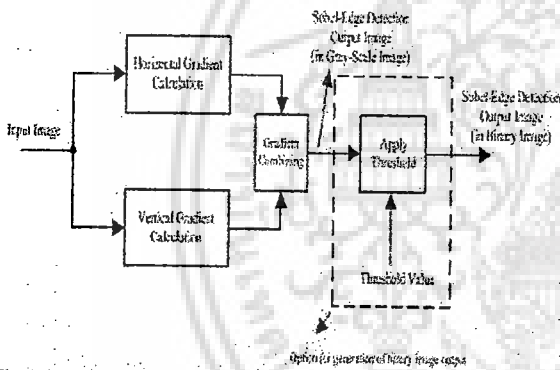 Sobel-Edge Detection
Output Image
(in Gray-Scale Image)
Horizontal Gradient
Calculation
Sobel-Edge Detection
Output Image
(in Binary Image)
Input Image
Gradient
Combining
Apply
Threshold
Vertical Gradient
Calculation
Threshold Value
Option for generation of binary image output